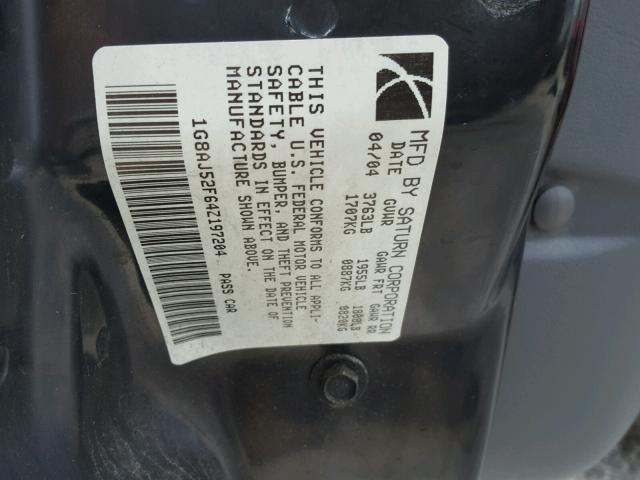 MFD BY SATURN CORPORATION
DATE GVWR GAWR FRT GAWR RR
04/04 3763LB 1955LB 1808LB
1707KG 0887KG 0820KG
THIS VEHICLE CONFORMS TO ALL APPLI-
CABLE U.S. FEDERAL MOTOR VEHICLE
SAFETY, BUMPER, AND THEFT PREVENTION
STANDARDS IN EFFECT ON THE DATE OF
MANUFACTURE SHOWN ABOVE.
1G8AJ52F64Z197204 PASS CAR